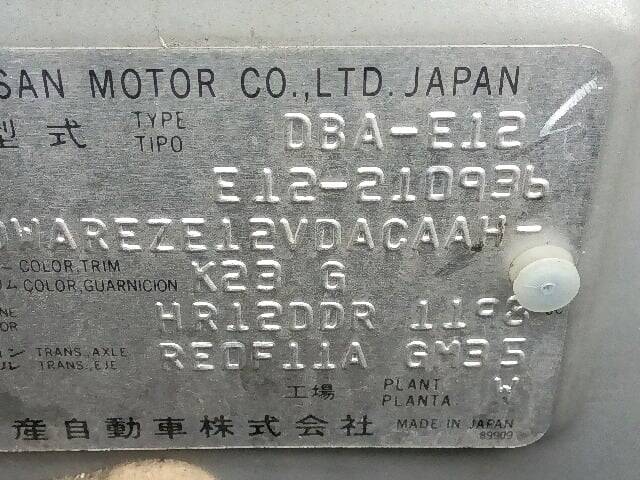 SAN MOTOR CO.,LTD. JAPAN
型式 TYPE TIPO DBA-E12
E12-210936
WAREZE12VDACAAH-
COLOR,TRIM
COLOR,GUARNICION K23 G
HR12DDR 1198
TRANS.,AXLE
TRANS.,EJE RE0F11A GM35
工場 PLANT PLANTA W
産自動車株式会社 MADE IN JAPAN
89909